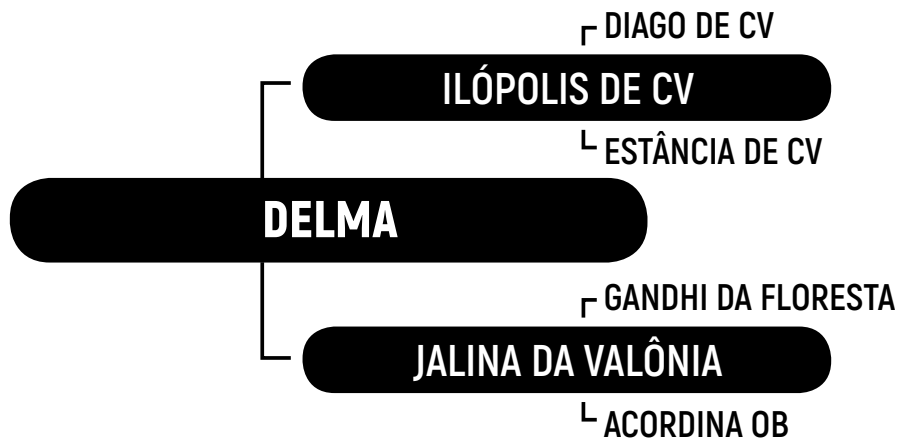 DIAGO DE CV
ILÓPOLIS DE CV
ESTÂNCIA DE CV
DELMA
GANDHI DA FLORESTA
JALINA DA VALÔNIA
ACORDINA OB